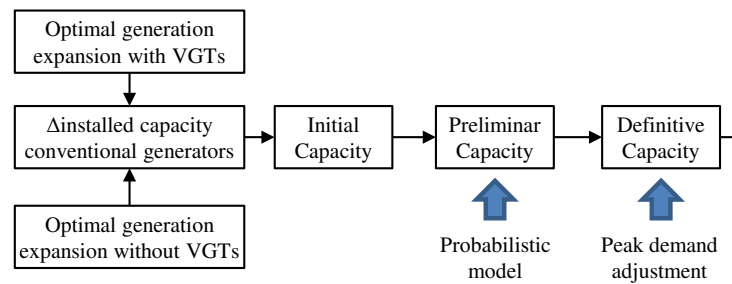 Optimal generation
expansion with VGTs
Δinstalled capacity
conventional generators
Initial
Capacity
Preliminar
Capacity
Definitive
Capacity
Optimal generation
expansion without VGTs
Probabilistic
model
Peak demand
adjustment